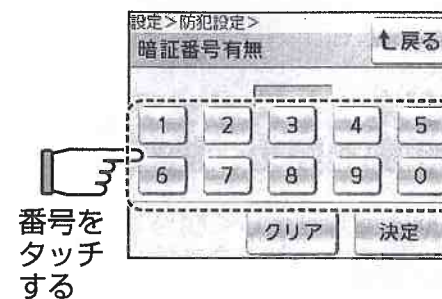 設定>防犯設定>
暗証番号有無
戻る
1 2 3 4 5
6 7 8 9 0
クリア 決定
番号を
タッチ
する